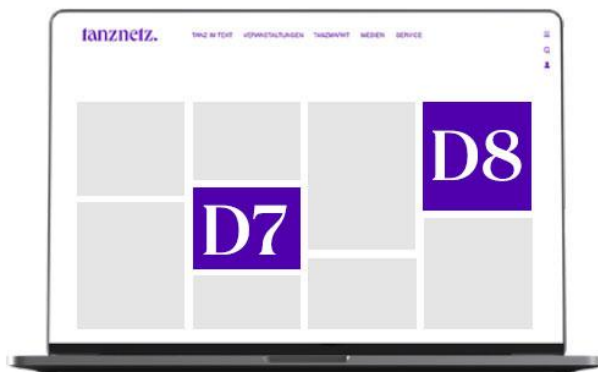 tanznetz.
TANZ IM TEXT VERANSTALTUNGEN TANZMARKT MEDIEN SERVICE
D8
D7